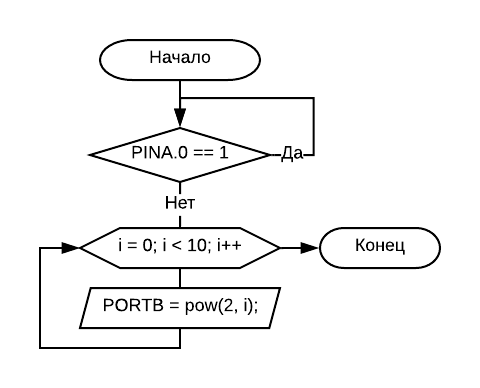 Начало
PINA.0 == 1
Да
Нет
i = 0; i < 10; i++
Конец
PORTB = pow(2, i);